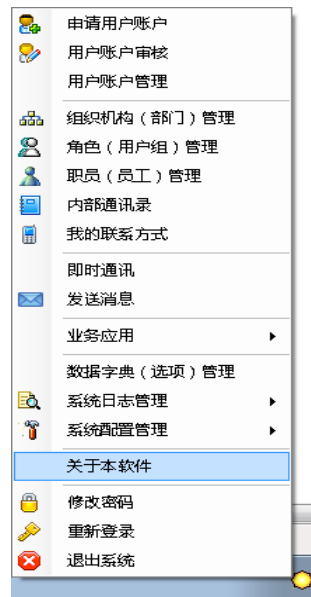 申请用户账户
用户账户审核
用户账户管理
组织机构（部门）管理
角色（用户组）管理
职员（员工）管理
内部通讯录
我的联系方式
即时通讯
发送消息
业务应用
数据字典（选项）管理
系统日志管理
系统配置管理
关于本软件
修改密码
重新登录
退出系统